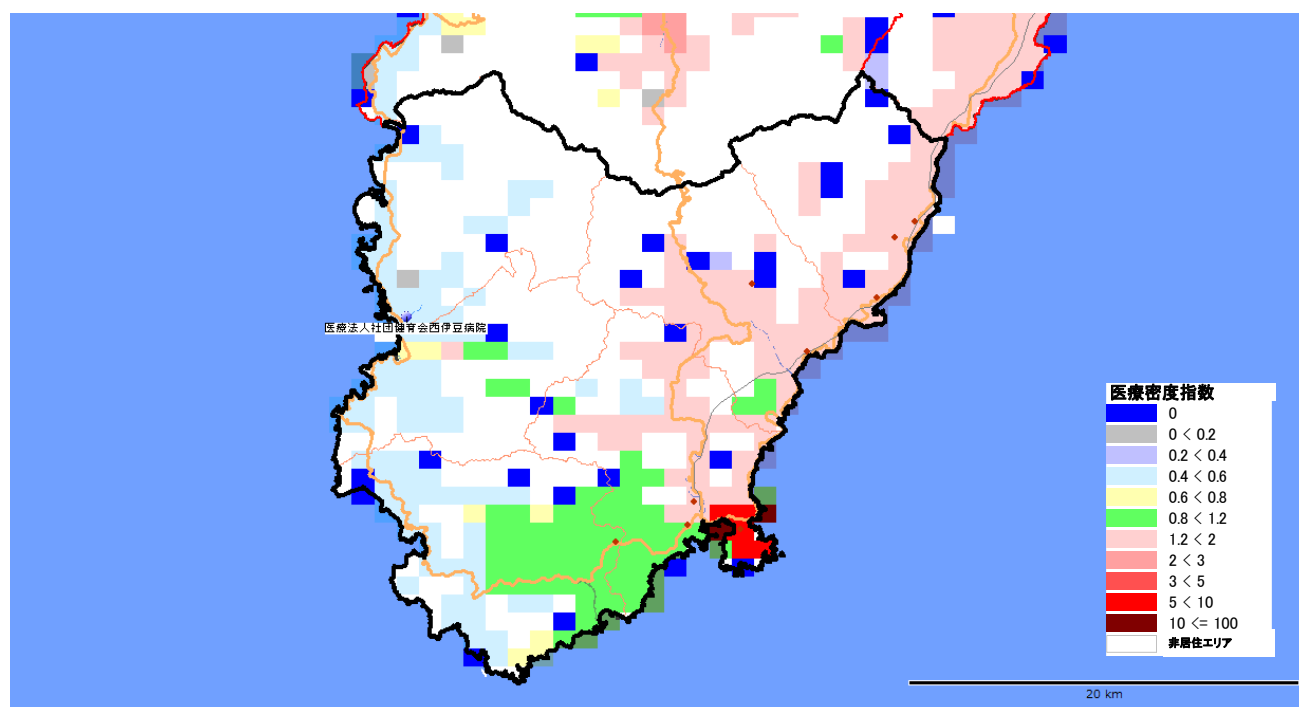 医療法人社団健育会西伊豆病院
医療密度指数
0
0 < 0.2
0.2 < 0.4
0.4 < 0.6
0.6 < 0.8
0.8 < 1.2
1.2 < 2
2 < 3
3 < 5
5 < 10
10 <= 100
非居住エリア
20 km